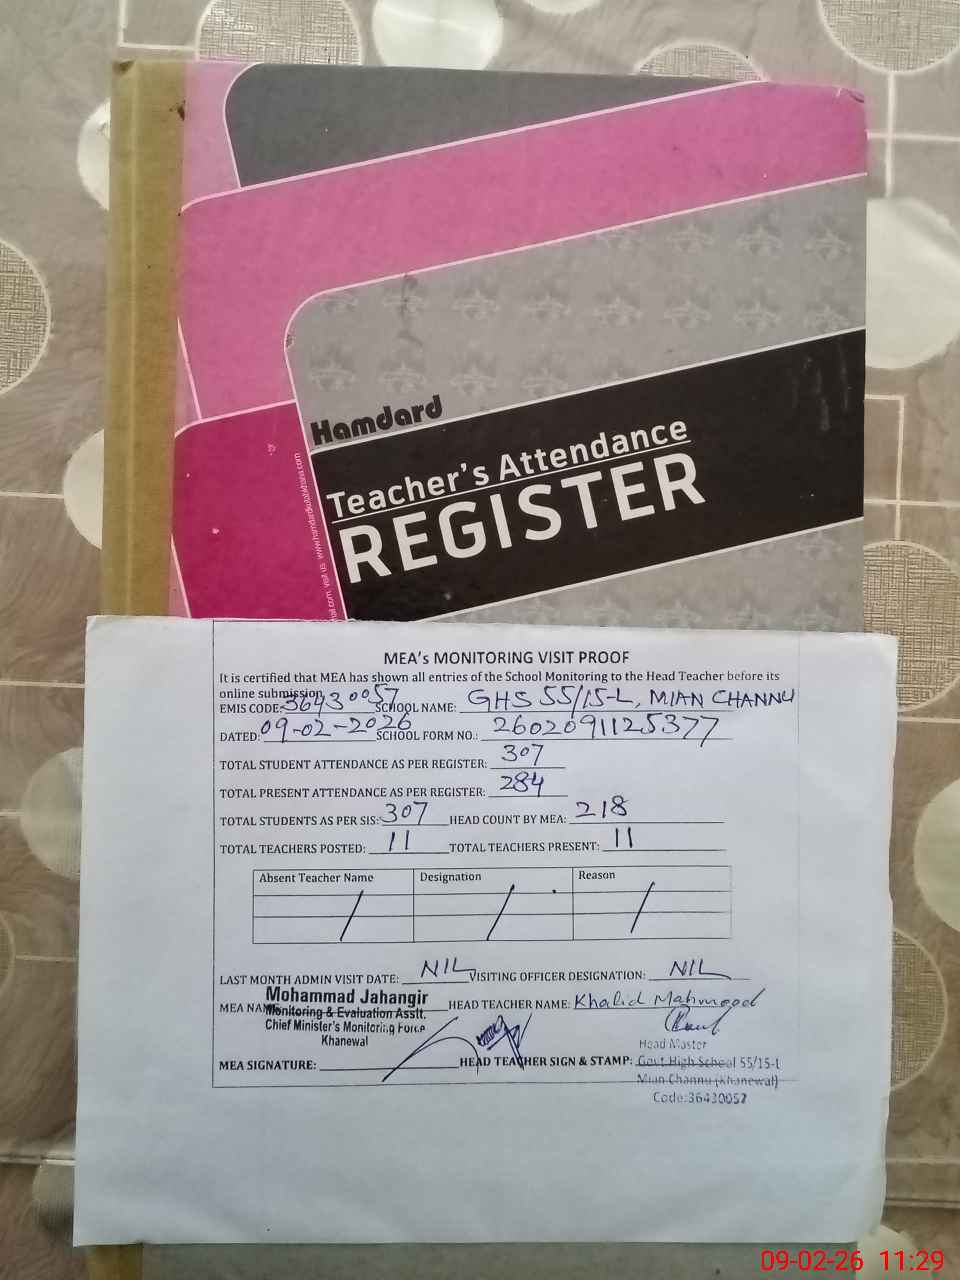 Hamdard
Teacher's Attendance
REGISTER
visit us: www.hamdardkutabkhana.com
MEA's MONITORING VISIT PROOF
It is certified that MEA has shown all entries of the School Monitoring to the Head Teacher before its
online submission.
EMIS CODE: 36430057 SCHOOL NAME: GHS 55/15-L, MIAN CHANNU
DATED: 09-02-2026 SCHOOL FORM NO.: 2602091125377
TOTAL STUDENT ATTENDANCE AS PER REGISTER: 307
TOTAL PRESENT ATTENDANCE AS PER REGISTER: 284
TOTAL STUDENTS AS PER SIS: 307 HEAD COUNT BY MEA: 218
TOTAL TEACHERS POSTED: 11 TOTAL TEACHERS PRESENT: 11
Absent Teacher Name Designation Reason
LAST MONTH ADMIN VISIT DATE: NIL VISITING OFFICER DESIGNATION: NIL
MEA NAME Mohammad Jahangir HEAD TEACHER NAME: Khalid Mahmood
Monitoring & Evaluation Asstt.
Chief Minister's Monitoring Force
Khanewal
MEA SIGNATURE: HEAD TEACHER SIGN & STAMP:
Head Master
Govt. High School 55/15-L
Mian Channu (Khanewal)
Code:36430057
09-02-26 11:29